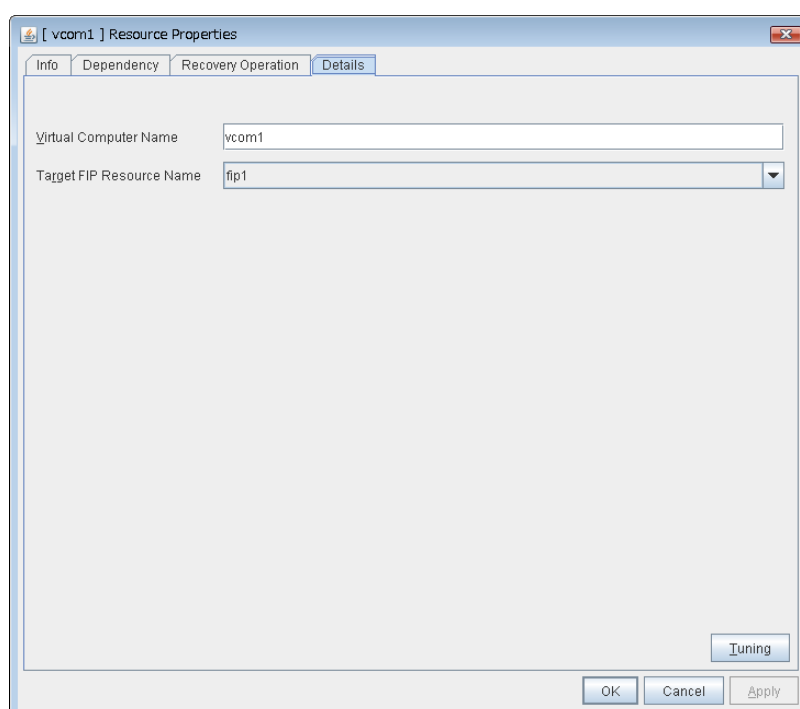 [ vcom1 ] Resource Properties
Info Dependency Recovery Operation Details
Virtual Computer Name vcom1
Target FIP Resource Name fip1
Tuning
OK Cancel Apply